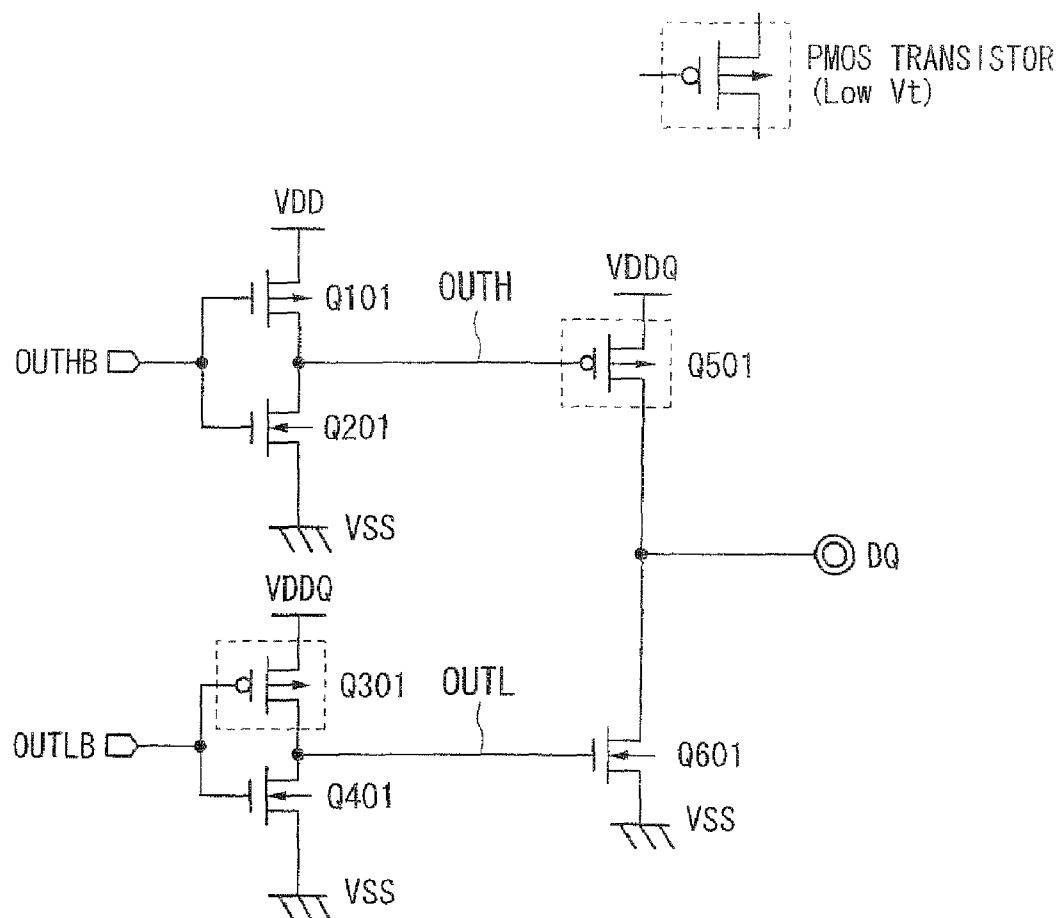 PMOS TRANSISTOR
(Low Vt)
VDD
Q101
OUTH
VDDQ
OUTHB
Q501
Q201
VSS
DQ
VDDQ
Q301
OUTL
OUTLB
Q601
Q401
VSS
VSS